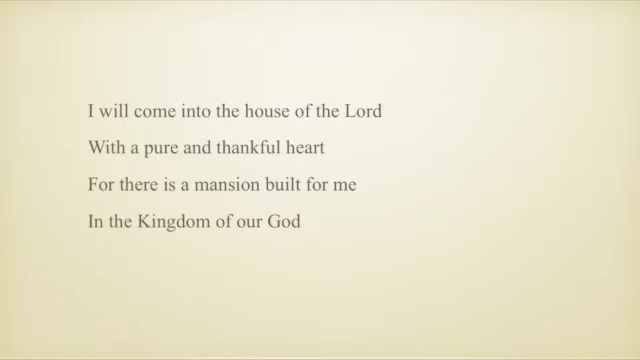 I will come into the house of the Lord
With a pure and thankful heart
For there is a mansion built for me
In the Kingdom of our God